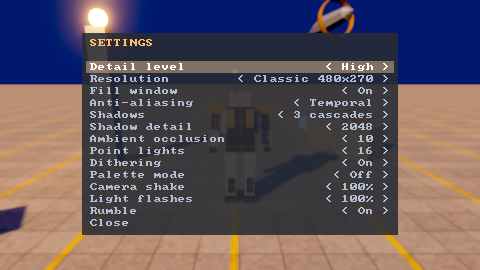 SETTINGS
Detail level < High >
Resolution < Classic 480x270 >
Fill window < On >
Anti-aliasing < Temporal >
Shadows < 3 cascades >
Shadow detail < 2048 >
Ambient occlusion < 10 >
Point lights < 16 >
Dithering < On >
Palette mode < Off >
Camera shake < 100% >
Light flashes < 100% >
Rumble < On >
Close